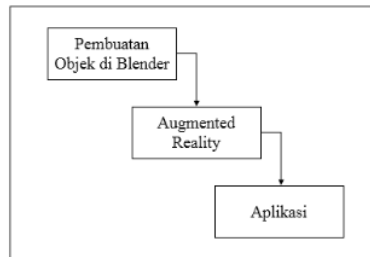 Pembuatan
Objek di Blender
Augmented
Reality
Aplikasi